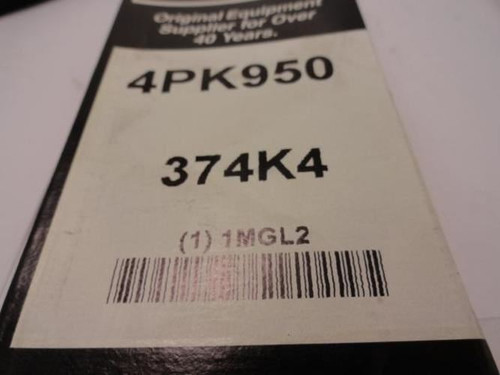 Original Equipment
Supplier for Over
40 Years.
4PK950
374K4
(1) 1MGL2